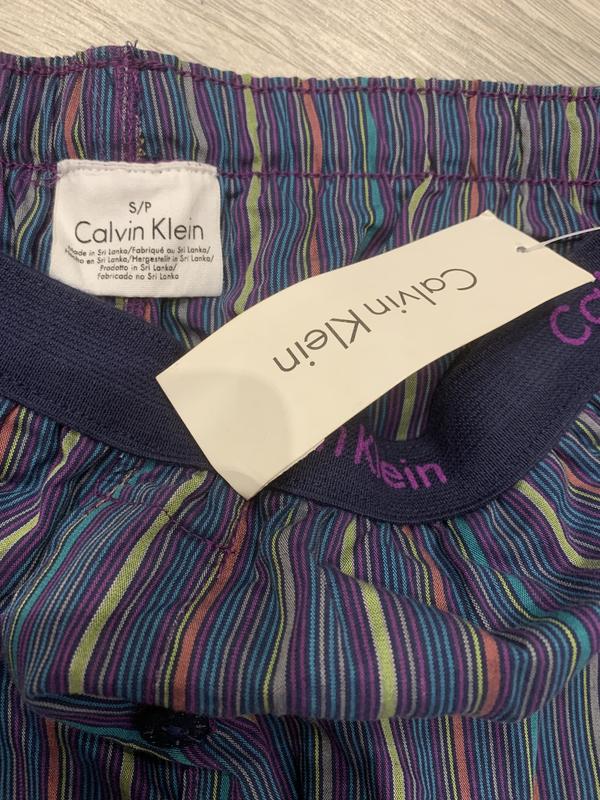 S/P
Calvin Klein
Made in Sri Lanka/Fabriqué au Sri Lanka/
en Sri Lanka/Hergestellt in Sri Lanka/
Prodotto in Sri Lanka/
Fabricado no Sri Lanka
Calvin Klein
Ca
Klein